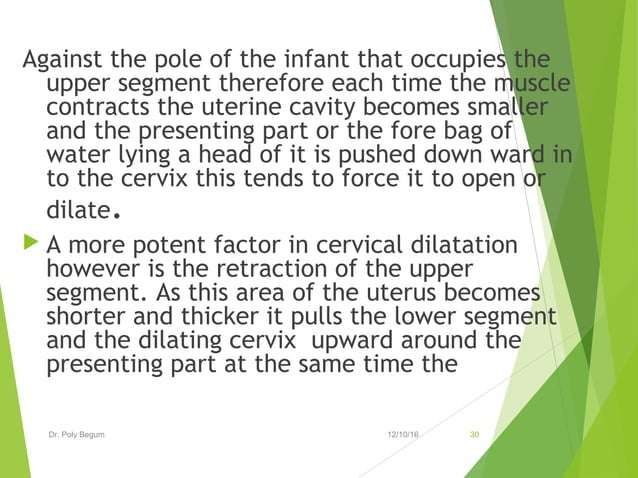 Against the pole of the infant that occupies the
upper segment therefore each time the muscle
contracts the uterine cavity becomes smaller
and the presenting part or the fore bag of
water lying a head of it is pushed down ward in
to the cervix this tends to force it to open or
dilate.
A more potent factor in cervical dilatation
however is the retraction of the upper
segment. As this area of the uterus becomes
shorter and thicker it pulls the lower segment
and the dilating cervix upward around the
presenting part at the same time the
Dr. Poly Begum 12/10/16 30